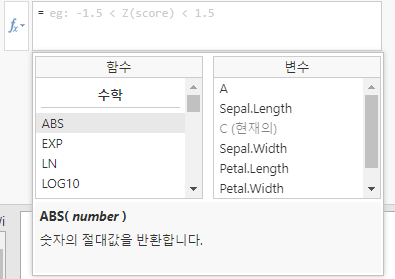 fx
= eg: -1.5 < Z(score) < 1.5
함수
수학
ABS
EXP
LN
LOG10
변수
A
Sepal.Length
C (현재의)
Sepal.Width
Petal.Length
Petal.Width
ABS( number )
숫자의 절대값을 반환합니다.